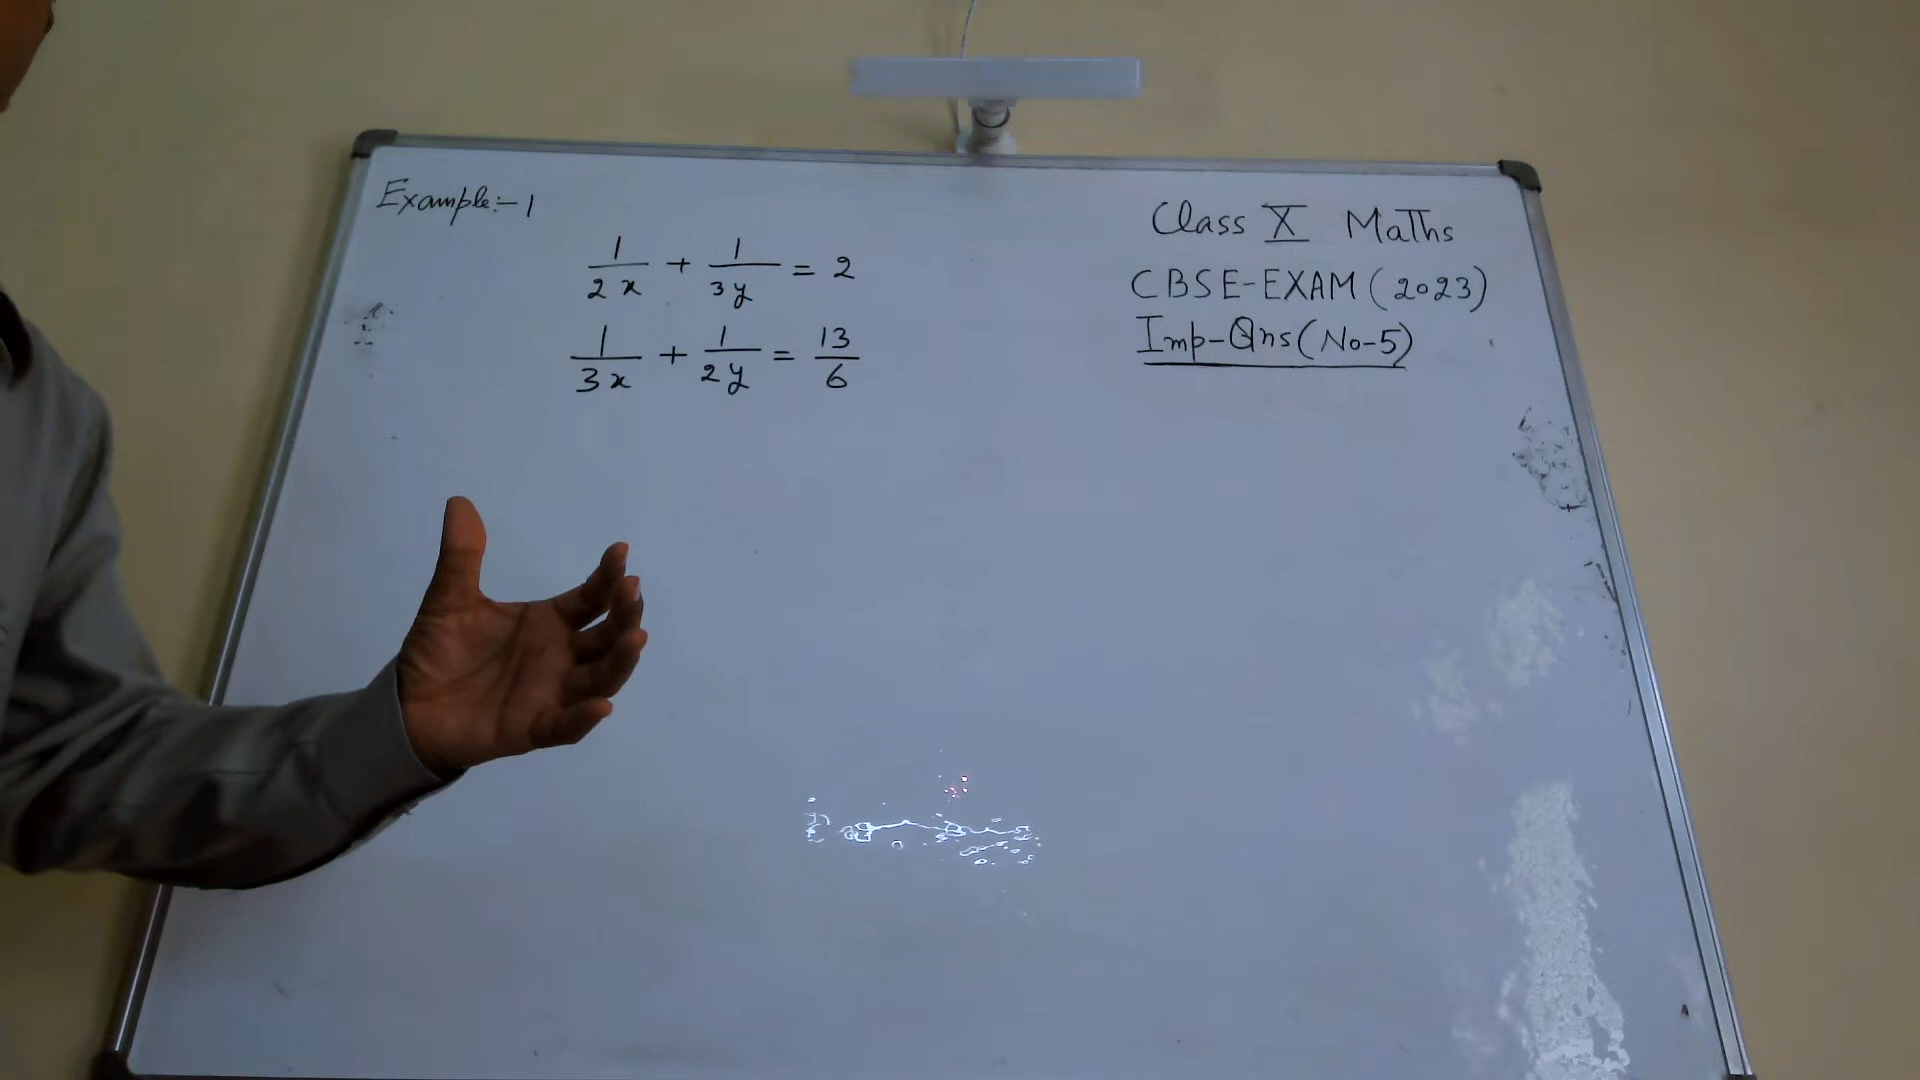 Example:- 1
1/2x + 1/3y = 2
1/3x + 1/2y = 13/6
Class X Maths
CBSE-EXAM (2023)
Imp-Qns (No-5)